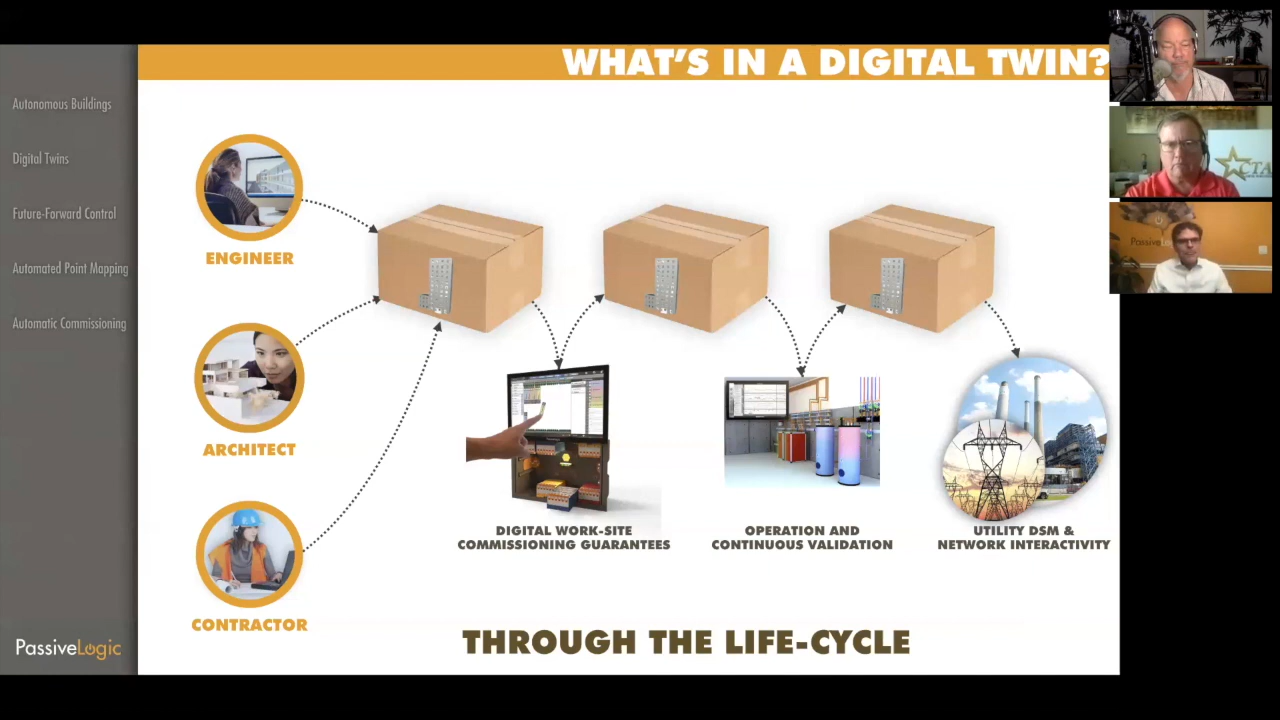 WHAT'S IN A DIGITAL TWIN?
Autonomous Buildings
Digital Twins
Future-Forward Control
Automated Point Mapping
Automatic Commissioning
PassiveLogic
ENGINEER
ARCHITECT
CONTRACTOR
DIGITAL WORK-SITE
COMMISSIONING GUARANTEES
OPERATION AND
CONTINUOUS VALIDATION
UTILITY DSM &
NETWORK INTERACTIVITY
THROUGH THE LIFE-CYCLE
CTA